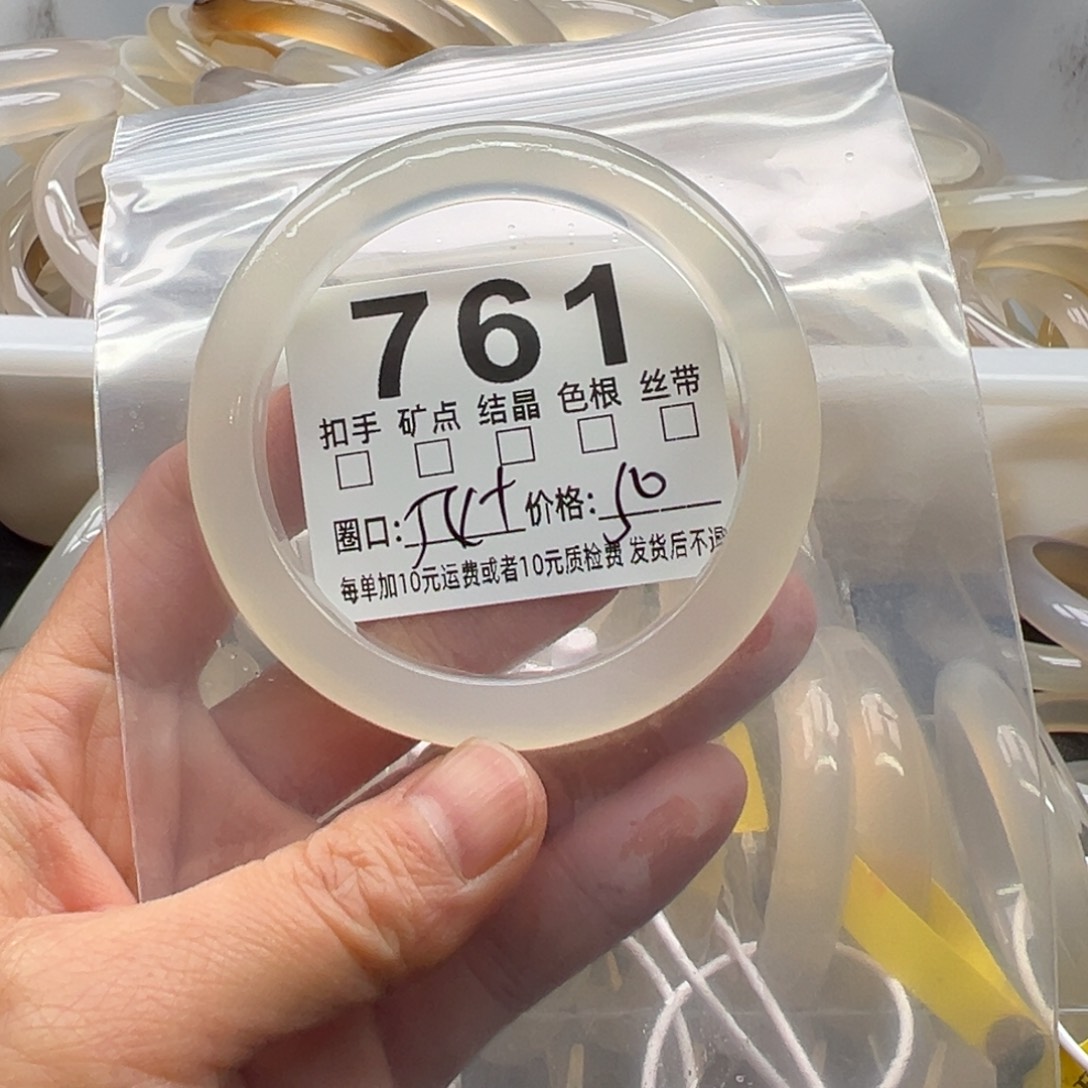 761
扣手 矿点 结晶 色根 丝带
圈口: 价格: 50
每单加10元运费或者10元质检费 发货后不退